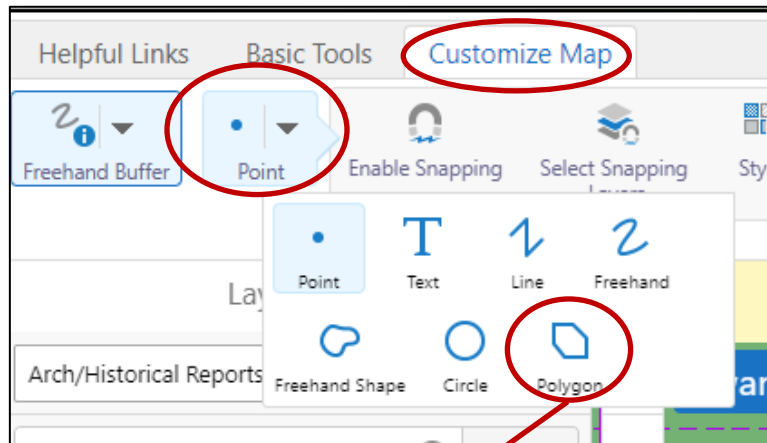 Helpful Links Basic Tools Customize Map
Freehand Buffer Point Enable Snapping Select Snapping
Point Text Line Freehand
Freehand Shape Circle Polygon
Arch/Historical Reports